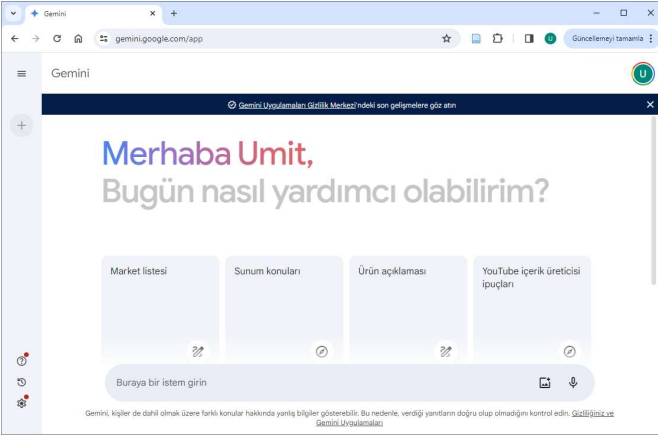 Gemini
gemini.google.com/app
Güncellemeyi tamamla
Gemini
U
Gemini Uygulamaları Gizlilik Merkezi'ndeki son gelişmelere göz atın
Merhaba Umit,
Bugün nasıl yardımcı olabilirim?
Market listesi
Sunum konuları
Ürün açıklaması
YouTube içerik üreticisi
ipuçları
Buraya bir istem girin
Gemini, kişiler de dahil olmak üzere farklı konular hakkında yanlış bilgiler gösterebilir. Bu nedenle, verdiği yanıtların doğru olup olmadığını kontrol edin. Gizliliğiniz ve
Gemini Uygulamaları